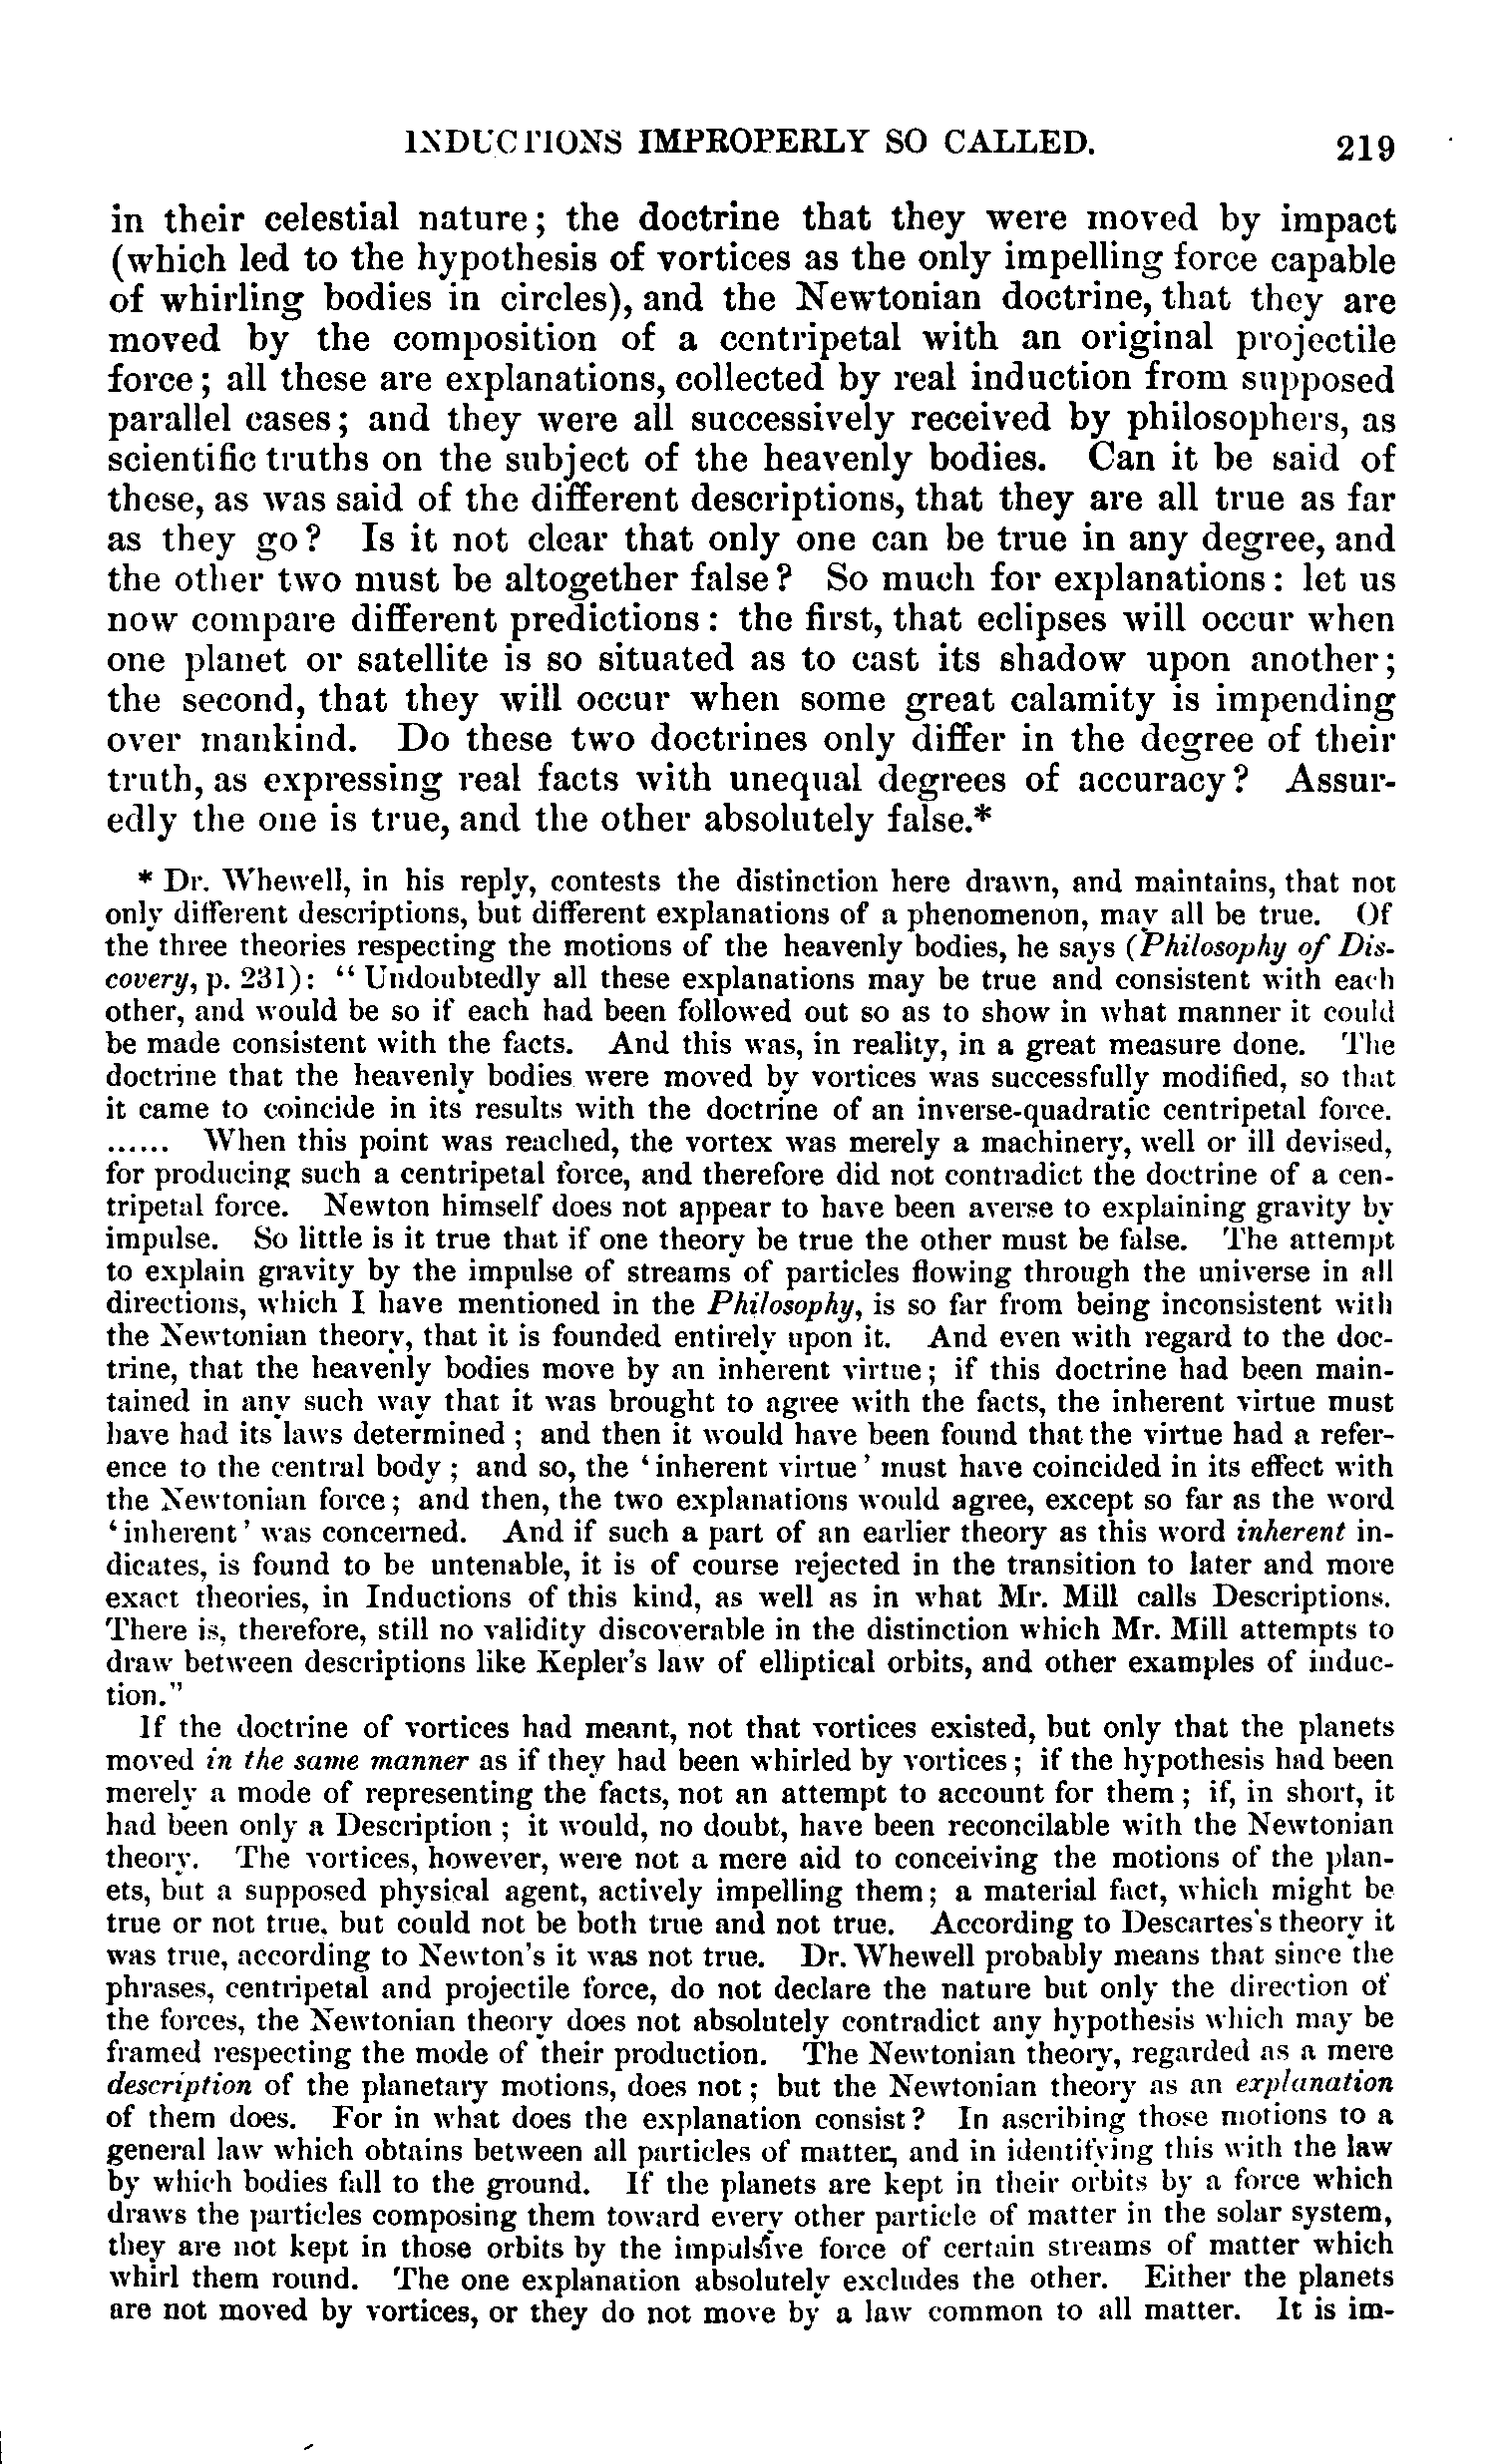 INDUCTIONS IMPROPERLY SO CALLED. 219
in their celestial nature; the doctrine that they were moved by impact
(which led to the hypothesis of vortices as the only impelling force capable
of whirling bodies in circles), and the Newtonian doctrine, that they are
moved by the composition of a centripetal with an original projectile
force; all these are explanations, collected by real induction from supposed
parallel cases; and they were all successively received by philosophers, as
scientific truths on the subject of the heavenly bodies. Can it be said of
these, as was said of the different descriptions, that they are all true as far
as they go? Is it not clear that only one can be true in any degree, and
the other two must be altogether false? So much for explanations: let us
now compare different predictions: the first, that eclipses will occur when
one planet or satellite is so situated as to cast its shadow upon another;
the second, that they will occur when some great calamity is impending
over mankind. Do these two doctrines only differ in the degree of their
truth, as expressing real facts with unequal degrees of accuracy? Assur-
edly the one is true, and the other absolutely false.*
* Dr. Whewell, in his reply, contests the distinction here drawn, and maintains, that not
only different descriptions, but different explanations of a phenomenon, may all be true. Of
the three theories respecting the motions of the heavenly bodies, he says (Philosophy of Dis-
covery, p. 231): "Undoubtedly all these explanations may be true and consistent with each
other, and would be so if each had been followed out so as to show in what manner it could
be made consistent with the facts. And this was, in reality, in a great measure done. The
doctrine that the heavenly bodies were moved by vortices was successfully modified, so that
it came to coincide in its results with the doctrine of an inverse-quadratic centripetal force.
...... When this point was reached, the vortex was merely a machinery, well or ill devised,
for producing such a centripetal force, and therefore did not contradict the doctrine of a cen-
tripetal force. Newton himself does not appear to have been averse to explaining gravity by
impulse. So little is it true that if one theory be true the other must be false. The attempt
to explain gravity by the impulse of streams of particles flowing through the universe in all
directions, which I have mentioned in the Philosophy, is so far from being inconsistent with
the Newtonian theory, that it is founded entirely upon it. And even with regard to the doc-
trine, that the heavenly bodies move by an inherent virtue; if this doctrine had been main-
tained in any such way that it was brought to agree with the facts, the inherent virtue must
have had its laws determined; and then it would have been found that the virtue had a refer-
ence to the central body; and so, the 'inherent virtue' must have coincided in its effect with
the Newtonian force; and then, the two explanations would agree, except so far as the word
'inherent' was concerned. And if such a part of an earlier theory as this word inherent in-
dicates, is found to be untenable, it is of course rejected in the transition to later and more
exact theories, in Inductions of this kind, as well as in what Mr. Mill calls Descriptions.
There is, therefore, still no validity discoverable in the distinction which Mr. Mill attempts to
draw between descriptions like Kepler's law of elliptical orbits, and other examples of induc-
tion."
If the doctrine of vortices had meant, not that vortices existed, but only that the planets
moved in the same manner as if they had been whirled by vortices; if the hypothesis had been
merely a mode of representing the facts, not an attempt to account for them; if, in short, it
had been only a Description; it would, no doubt, have been reconcilable with the Newtonian
theory. The vortices, however, were not a mere aid to conceiving the motions of the plan-
ets, but a supposed physical agent, actively impelling them; a material fact, which might be
true or not true, but could not be both true and not true. According to Descartes's theory it
was true, according to Newton's it was not true. Dr. Whewell probably means that since the
phrases, centripetal and projectile force, do not declare the nature but only the direction of
the forces, the Newtonian theory does not absolutely contradict any hypothesis which may be
framed respecting the mode of their production. The Newtonian theory, regarded as a mere
description of the planetary motions, does not; but the Newtonian theory as an explanation
of them does. For in what does the explanation consist? In ascribing those motions to a
general law which obtains between all particles of matter, and in identifying this with the law
by which bodies fall to the ground. If the planets are kept in their orbits by a force which
draws the particles composing them toward every other particle of matter in the solar system,
they are not kept in those orbits by the impulsive force of certain streams of matter which
whirl them round. The one explanation absolutely excludes the other. Either the planets
are not moved by vortices, or they do not move by a law common to all matter. It is im-